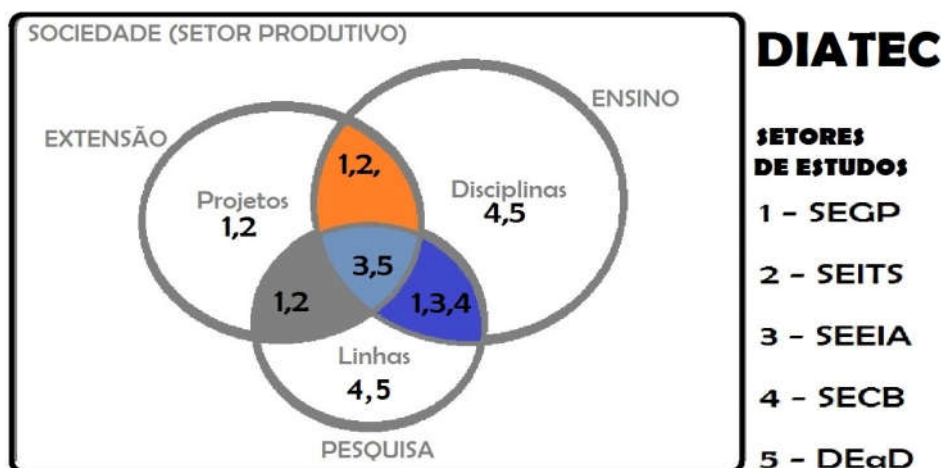 SOCIEDADE (SETOR PRODUTIVO)
EXTENSÃO
ENSINO
1,2,
Projetos
1,2
Disciplinas
4,5
3,5
1,2
1,3,4
Linhas
4,5
PESQUISA
DIATEC
SETORES
DE ESTUDOS
1 - SEGP
2 - SEITS
3 - SEEIA
4 - SECB
5 - DEaD